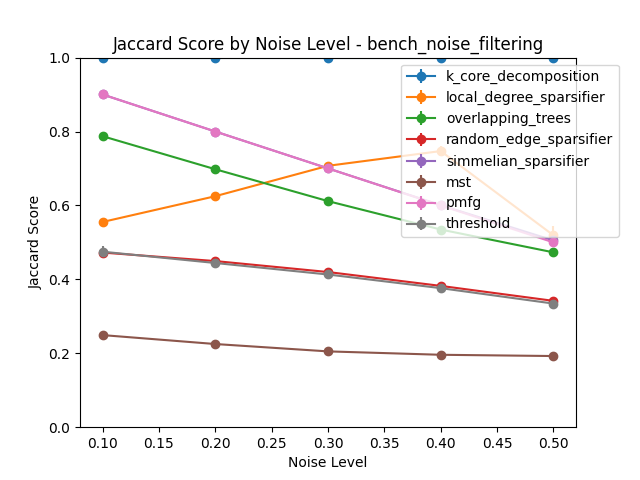 Jaccard Score by Noise Level - bench_noise_filtering
1.0
0.8
0.6
0.4
0.2
0.0
Jaccard Score
k_core_decomposition
local_degree_sparsifier
overlapping_trees
random_edge_sparsifier
simmelian_sparsifier
mst
pmfg
threshold
0.10 0.15 0.20 0.25 0.30 0.35 0.40 0.45 0.50
Noise Level